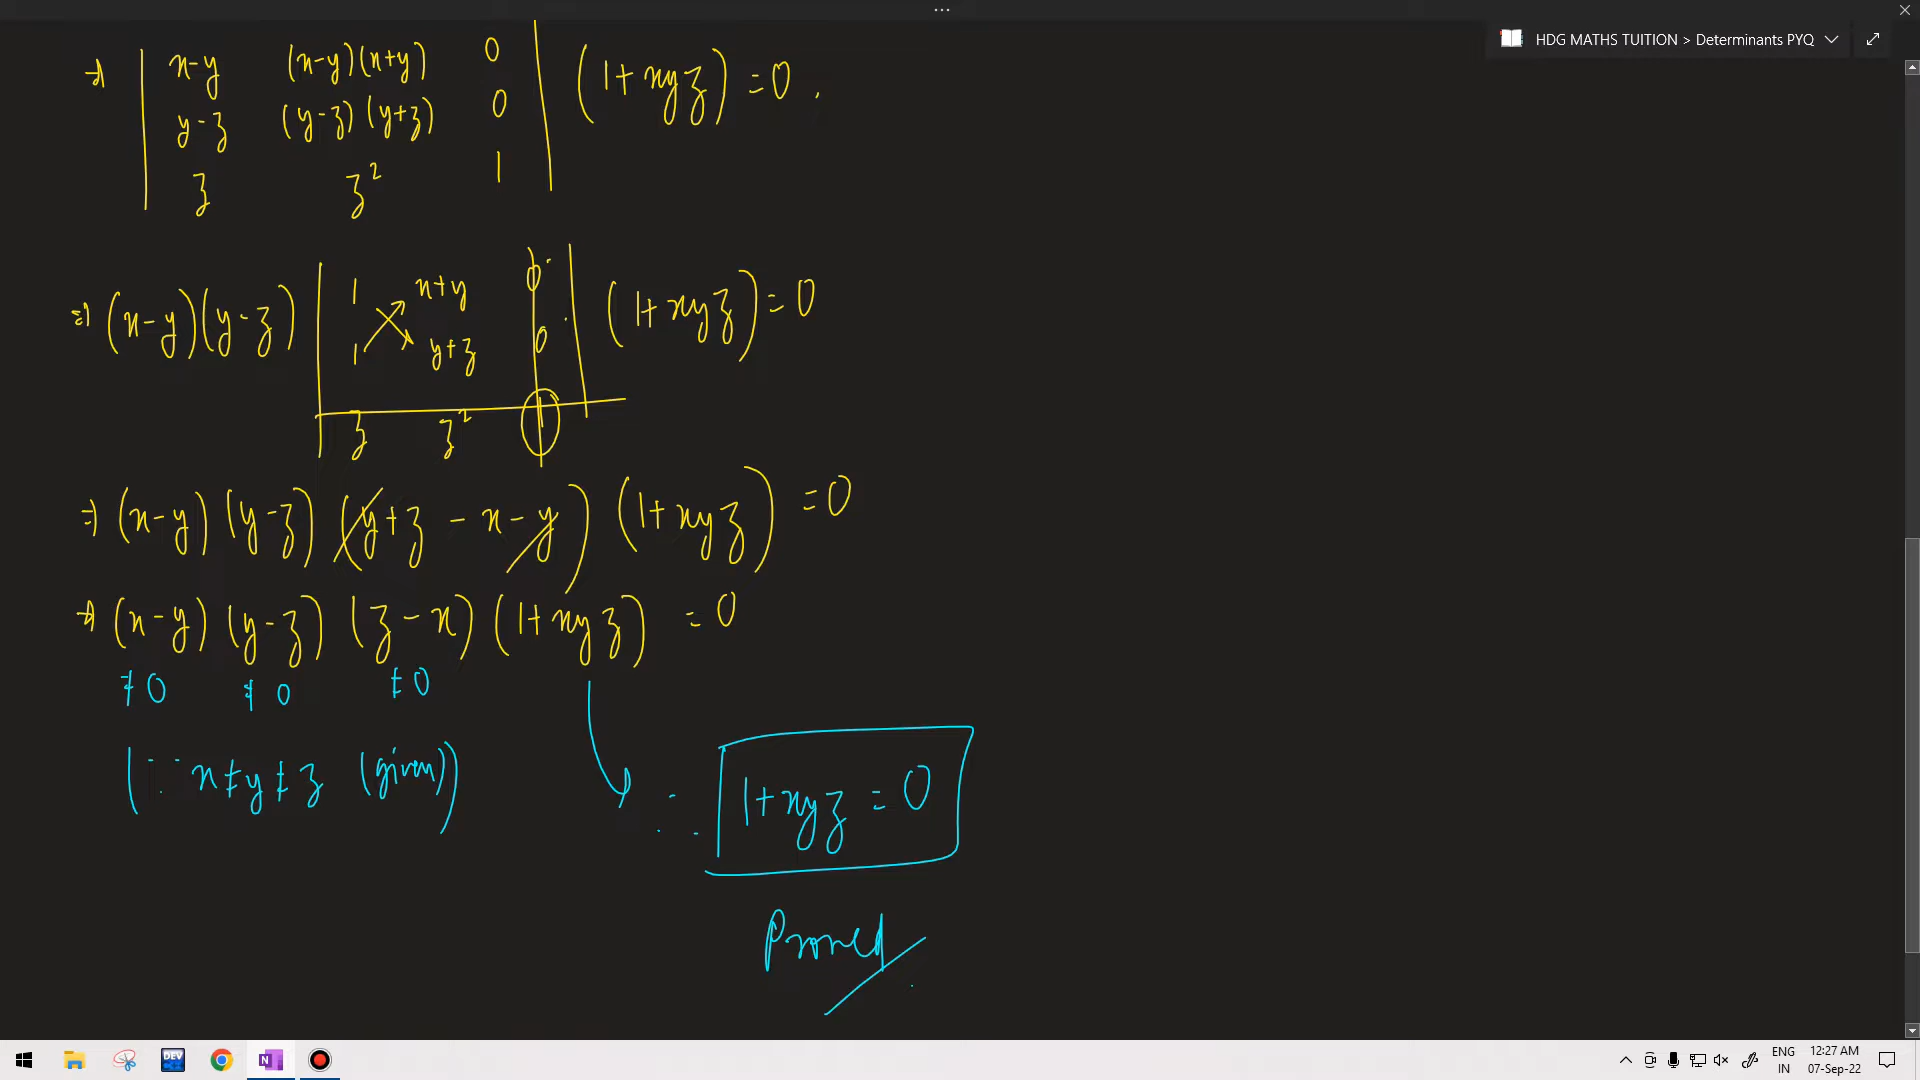 HDG MATHS TUITION > Determinants PYQ
⇒ | x-y (x-y)(x+y) 0 | (1+xyz) = 0.
y-z (y-z)(y+z) 0
z z² 1
⇒ (x-y)(y-z) | 1 x+y 0 | (1+xyz) = 0
1 y+z 0
z z² 1
⇒ (x-y) (y-z) (y+z - x - y) (1+xyz) = 0
⇒ (x-y) (y-z) (z-x) (1+xyz) = 0
≠0 ≠0 ≠0
(∵ x≠y≠z (given))
∴ 1+xyz = 0
Proved
ENG
IN
12:27 AM
07-Sep-22
DEV
N